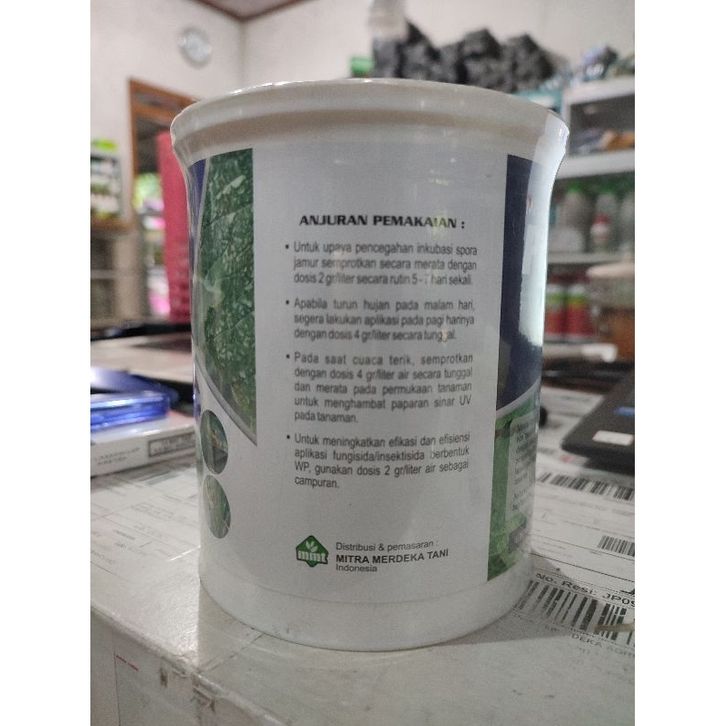 ANJURAN PEMAKAIAN :
• Untuk upaya pencegahan inkubasi spora
jamur semprotkan secara merata dengan
dosis 2 gr/liter secara rutin 5 - 7 hari sekali.
• Apabila turun hujan pada malam hari,
segera lakukan aplikasi pada pagi harinya
dengan dosis 4 gr/liter secara tunggal.
• Pada saat cuaca terik, semprotkan
dengan dosis 4 gr/liter air secara tunggal
dan merata pada permukaan tanaman
untuk menghambat paparan sinar UV
pada tanaman.
• Untuk meningkatkan efikasi dan efisiensi
aplikasi fungisida/insektisida berbentuk
WP, gunakan dosis 2 gr/liter air sebagai
campuran.
mmt
Distribusi & pemasaran :
MITRA MERDEKA TANI
Indonesia
No. Resi: JP09